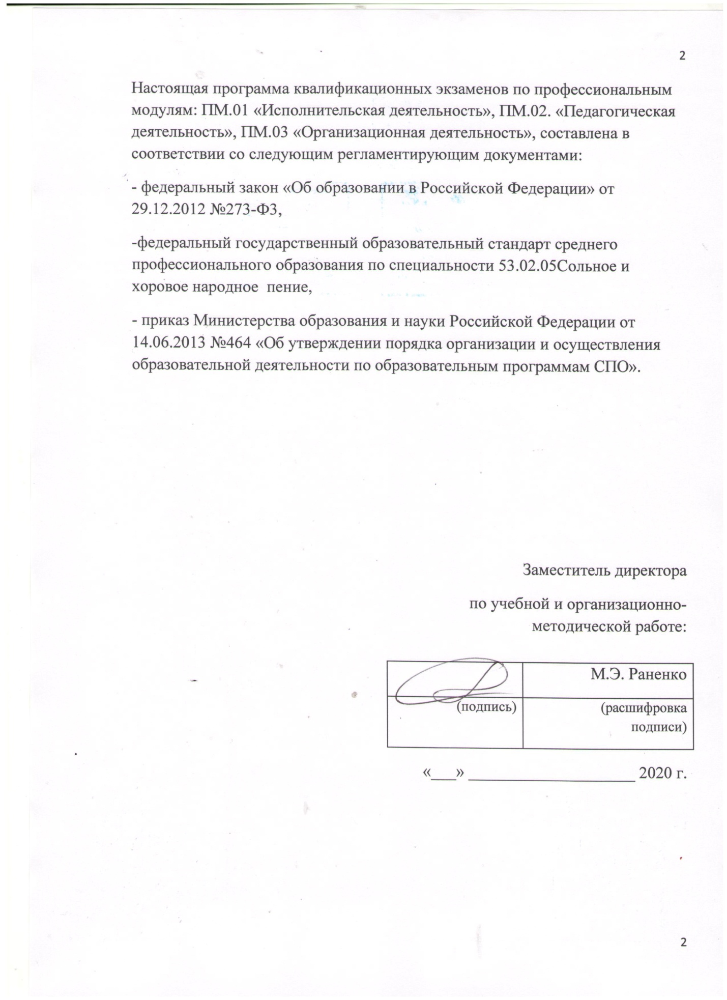 2
Настоящая программа квалификационных экзаменов по профессиональным
модулям: ПМ.01 «Исполнительская деятельность», ПМ.02. «Педагогическая
деятельность», ПМ.03 «Организационная деятельность», составлена в
соответствии со следующим регламентирующим документами:
- федеральный закон «Об образовании в Российской Федерации» от
29.12.2012 №273-ФЗ,
-федеральный государственный образовательный стандарт среднего
профессионального образования по специальности 53.02.05Сольное и
хоровое народное  пение,
- приказ Министерства образования и науки Российской Федерации от
14.06.2013 №464 «Об утверждении порядка организации и осуществления
образовательной деятельности по образовательным программам СПО».
Заместитель директора
по учебной и организационно-
методической работе:
М.Э. Раненко
(подпись) (расшифровка
подписи)
«___» ____________________ 2020 г.
2